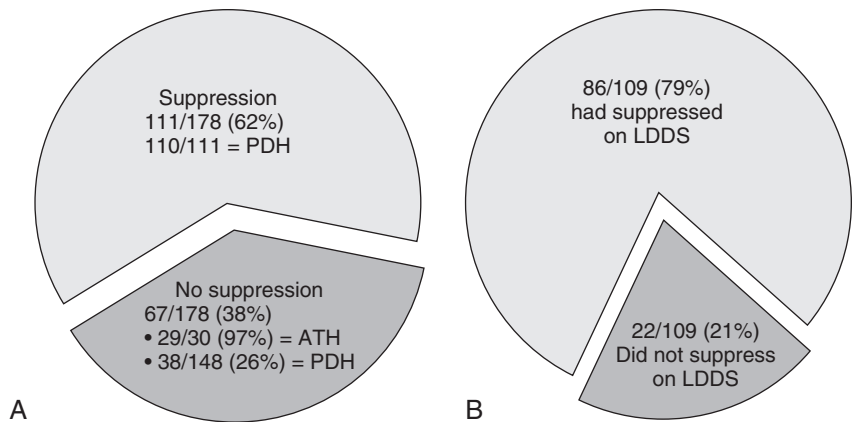 Suppression
111/178 (62%)
110/111 = PDH
No suppression
67/178 (38%)
• 29/30 (97%) = ATH
• 38/148 (26%) = PDH
A
86/109 (79%)
had suppressed
on LDDS
22/109 (21%)
Did not suppress
on LDDS
B